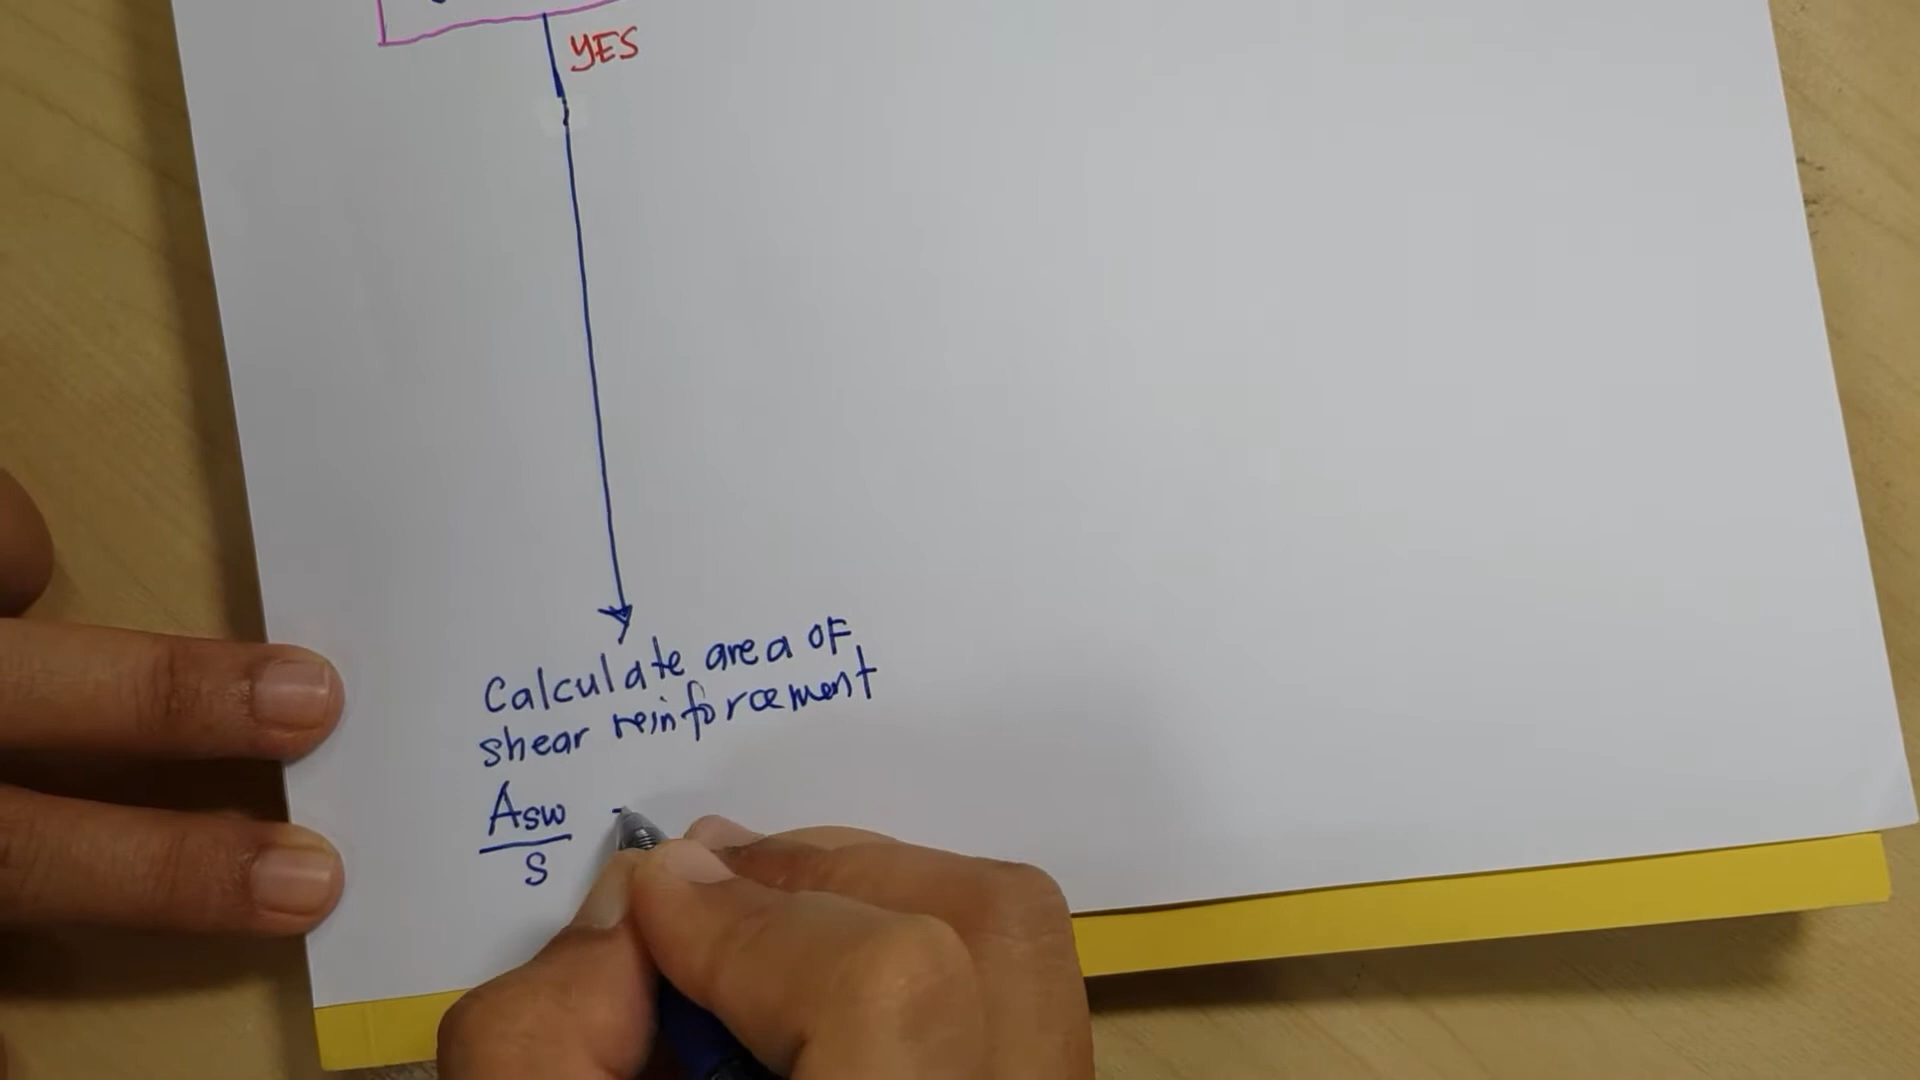 YES
Calculate area OF
shear reinforcement
Asw
S